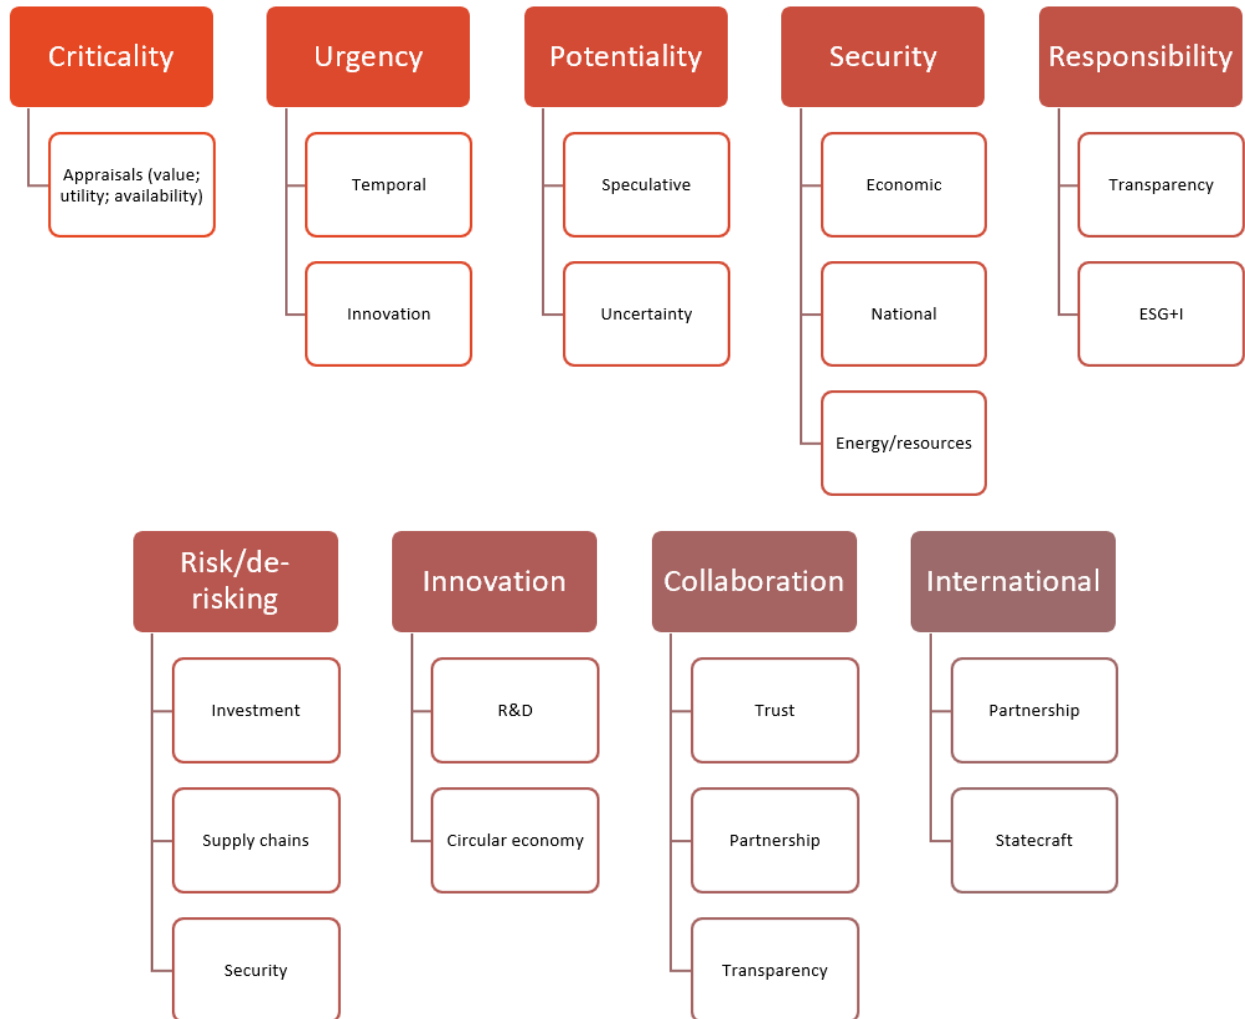 Criticality
Appraisals (value;
utility; availability)
Urgency
Temporal
Innovation
Potentiality
Speculative
Uncertainty
Security
Economic
National
Energy/resources
Responsibility
Transparency
ESG+I
Risk/de-
risking
Investment
Supply chains
Security
Innovation
R&D
Circular economy
Collaboration
Trust
Partnership
Transparency
International
Partnership
Statecraft